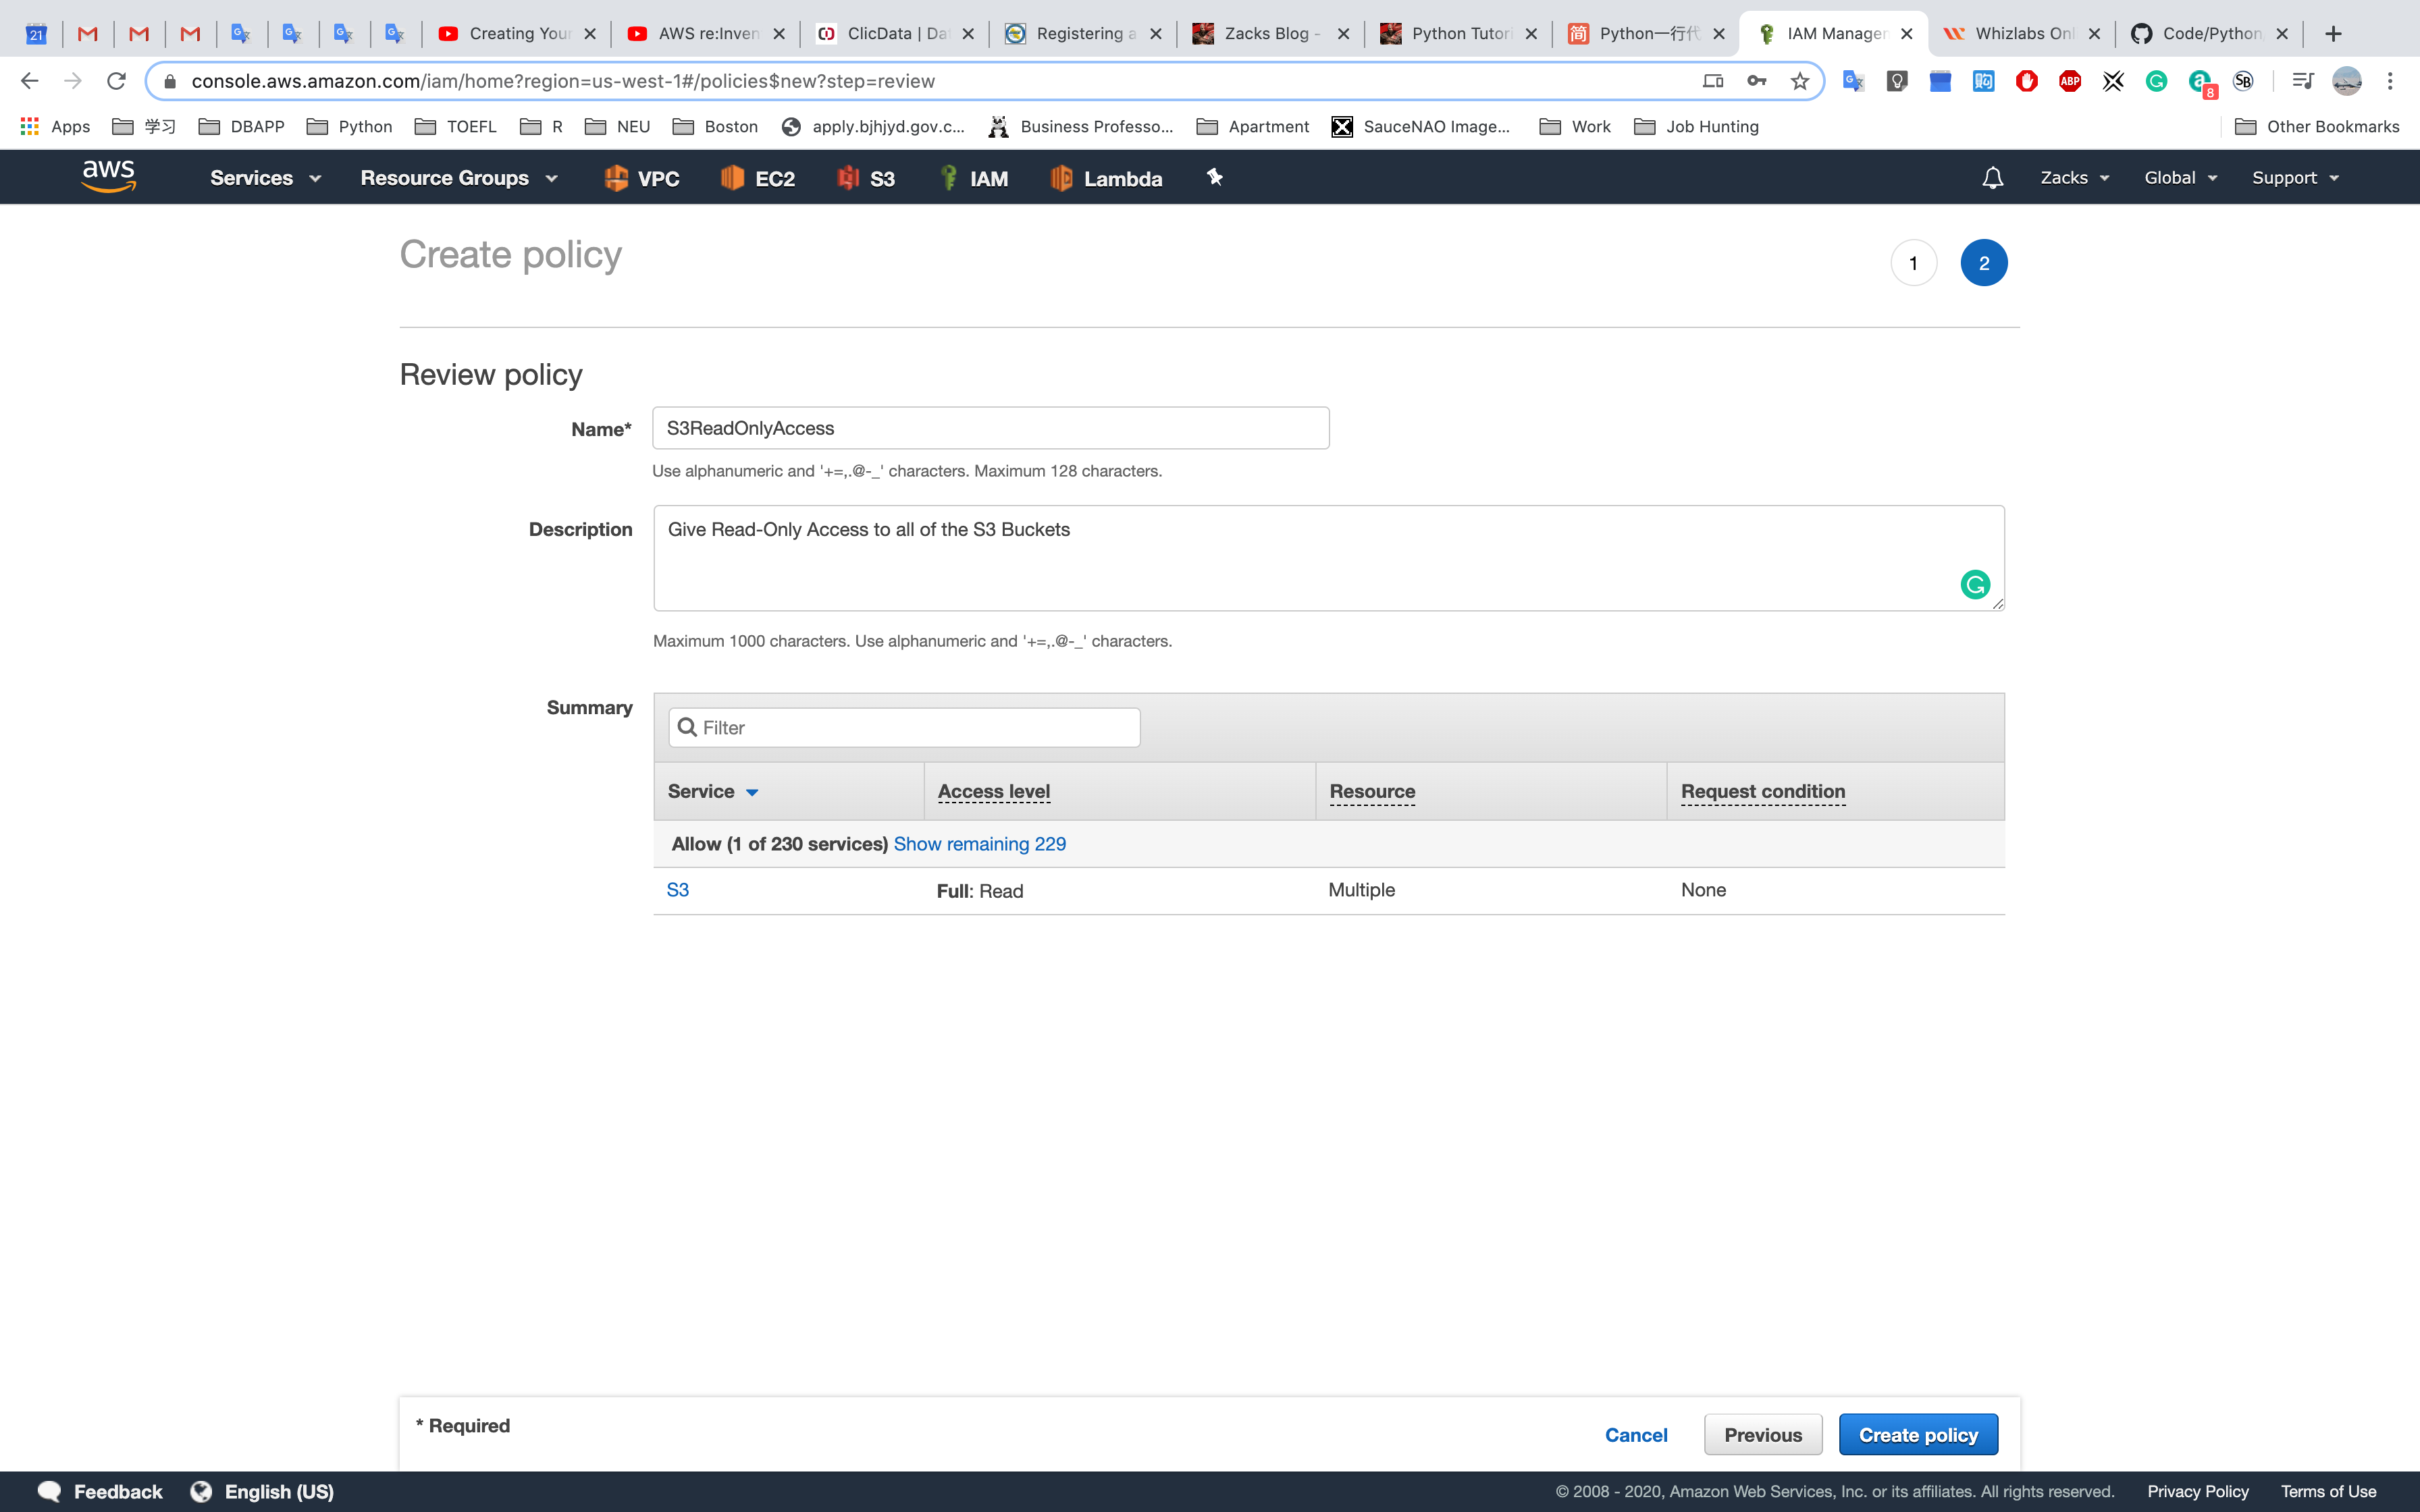 21 Creating Your AWS re:Inven ClicData | Da Registering a Zacks Blog - Python Tutori Python一行代 IAM Manager Whizlabs Onl Code/Python
console.aws.amazon.com/iam/home?region=us-west-1#/policies$new?step=review ABP 8 SB
Apps 学习 DBAPP Python TOEFL R NEU Boston apply.bjhjyd.gov.c... Business Professo... Apartment SauceNAO Image... Work Job Hunting Other Bookmarks
aws Services Resource Groups VPC EC2 S3 IAM Lambda Zacks Global Support
Create policy 1 2
Review policy
Name* S3ReadOnlyAccess
Use alphanumeric and '+=,.@-_' characters. Maximum 128 characters.
Description Give Read-Only Access to all of the S3 Buckets
Maximum 1000 characters. Use alphanumeric and '+=,.@-_' characters.
Summary Filter
Service Access level Resource Request condition
Allow (1 of 230 services) Show remaining 229
S3 Full: Read Multiple None
* Required Cancel Previous Create policy
Feedback English (US) © 2008 - 2020, Amazon Web Services, Inc. or its affiliates. All rights reserved. Privacy Policy Terms of Use